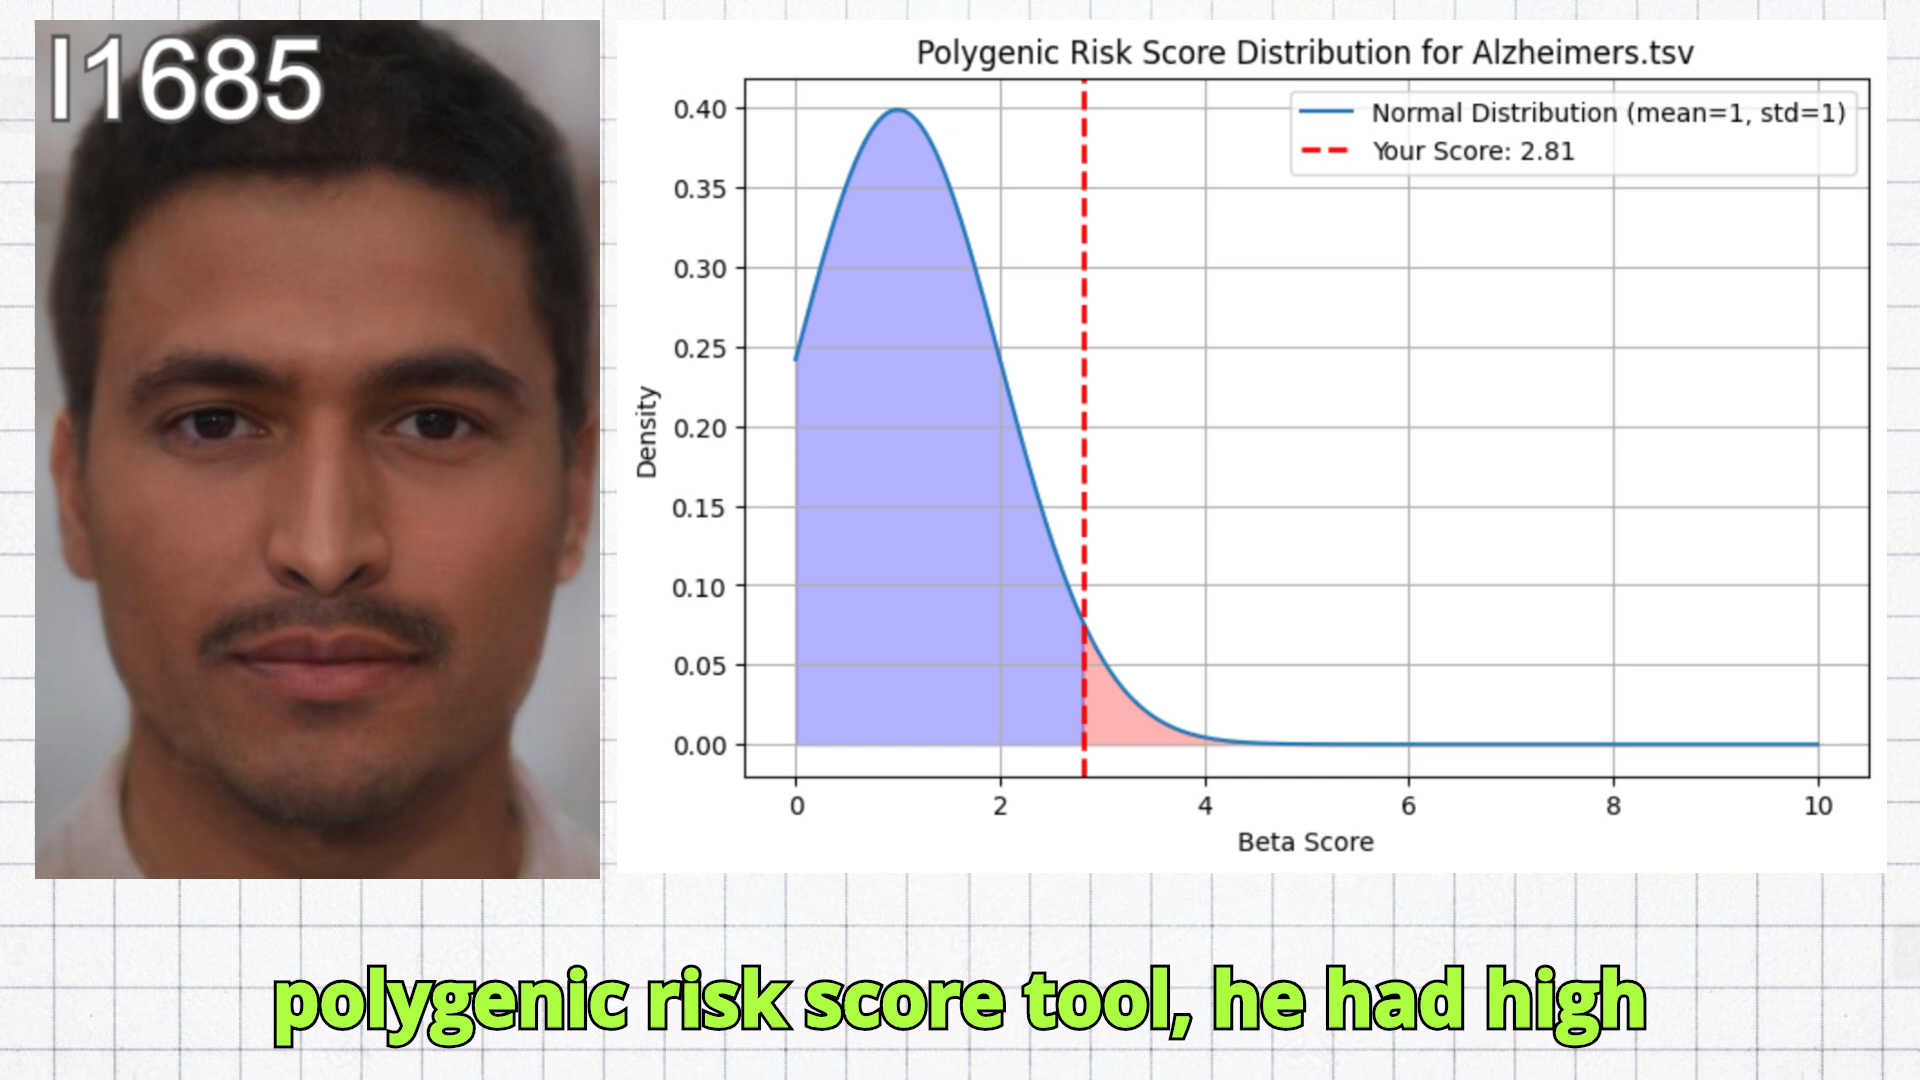 I1685
Polygenic Risk Score Distribution for Alzheimers.tsv
Normal Distribution (mean=1, std=1)
Your Score: 2.81
0.40
0.35
0.30
0.25
0.20
0.15
0.10
0.05
0.00
Density
0 2 4 6 8 10
Beta Score
polygenic risk score tool, he had high